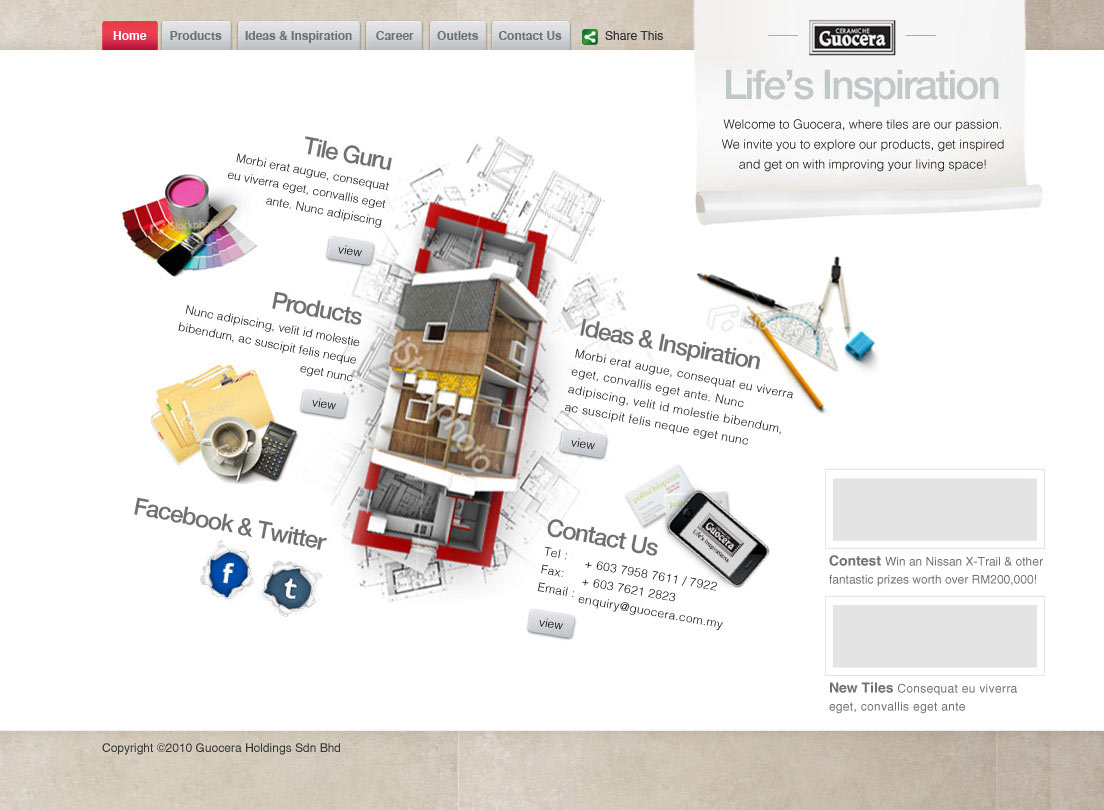 Home
Products
Ideas & Inspiration
Career
Outlets
Contact Us
Share This
CERAMICHE
Guocera
Life's Inspiration
Welcome to Guocera, where tiles are our passion.
We invite you to explore our products, get inspired
and get on with improving your living space!
Tile Guru
Morbi erat augue, consequat
eu viverra eget, convallis eget
ante. Nunc adipiscing
view
Products
Nunc adipiscing, velit id molestie
bibendum, ac suscipit felis neque
eget nunc
view
Ideas & Inspiration
Morbi erat augue, consequat eu viverra
eget, convallis eget ante. Nunc
adipiscing, velit id molestie bibendum,
ac suscipit felis neque eget nunc
view
iStockphoto
Facebook & Twitter
f
t
Contact Us
Tel : + 603 7958 7611 / 7922
Fax: + 603 7621 2823
Email : enquiry@guocera.com.my
view
Guocera
Life's Inspirations
Contest Win an Nissan X-Trail & other
fantastic prizes worth over RM200,000!
New Tiles Consequat eu viverra
eget, convallis eget ante
Copyright ©2010 Guocera Holdings Sdn Bhd